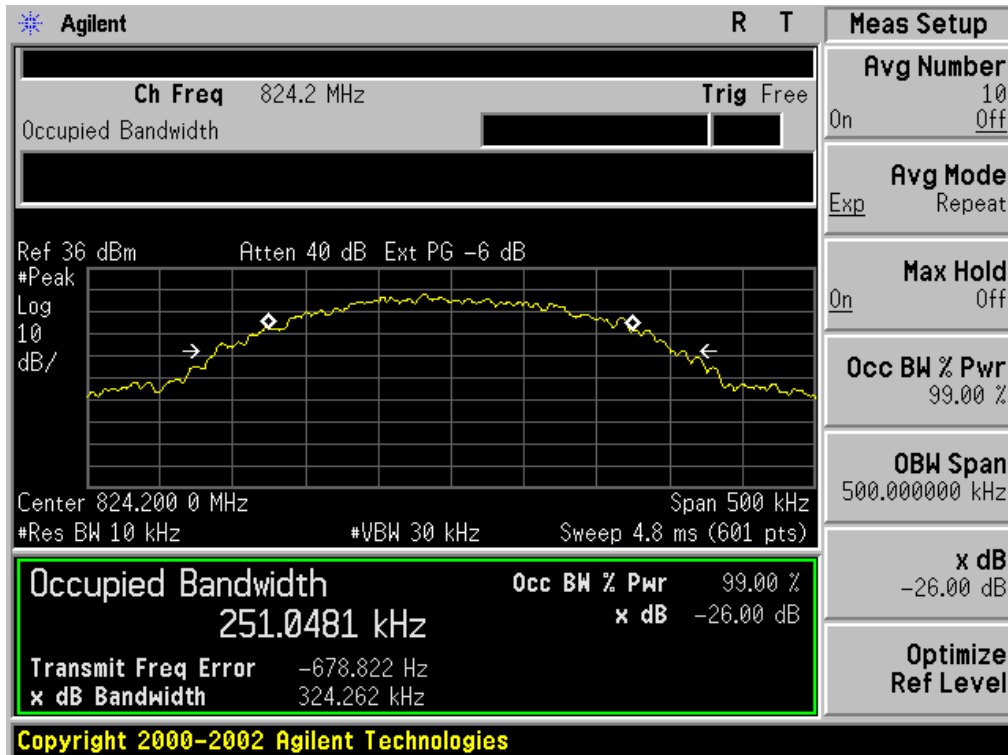 Agilent R T
Ch Freq 824.2 MHz Trig Free
Occupied Bandwidth
Ref 36 dBm Atten 40 dB Ext PG -6 dB
#Peak
Log
10
dB/
Center 824.200 0 MHz Span 500 kHz
#Res BW 10 kHz #VBW 30 kHz Sweep 4.8 ms (601 pts)
Occupied Bandwidth Occ BW % Pwr 99.00 %
251.0481 kHz x dB -26.00 dB
Transmit Freq Error -678.822 Hz
x dB Bandwidth 324.262 kHz
Meas Setup
Avg Number
10
On Off
Avg Mode
Exp Repeat
Max Hold
On Off
Occ BW % Pwr
99.00 %
OBW Span
500.000000 kHz
x dB
-26.00 dB
Optimize
Ref Level
Copyright 2000-2002 Agilent Technologies